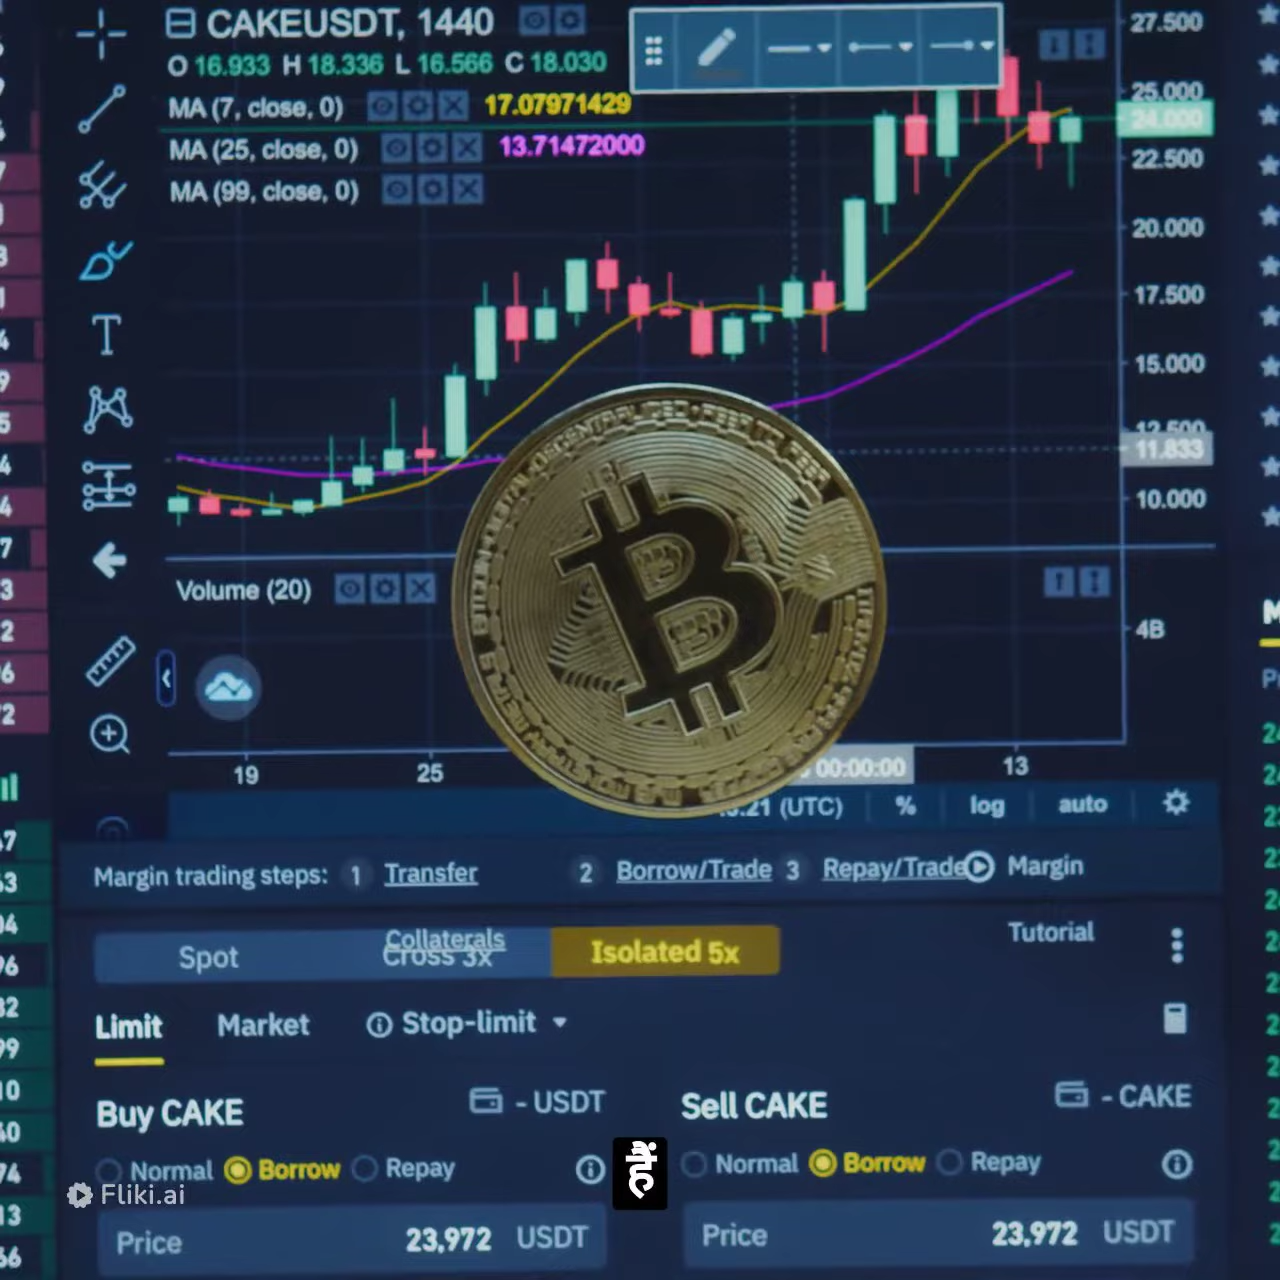 CAKEUSDT, 1440
O 16.933 H 18.336 L 16.566 C 18.030
MA (7, close, 0) 17.07971429
MA (25, close, 0) 13.71472000
MA (99, close, 0)
27.500
25.000
24.000
22.500
20.000
17.500
15.000
12.500
11.833
10.000
Volume (20)
4B
19 25 00:00:00 13
(UTC) % log auto
Margin trading steps: 1 Transfer 2 Borrow/Trade 3 Repay/Trade Margin
Tutorial
Collaterals
Spot Cross 3x Isolated 5x
Limit Market Stop-limit
Buy CAKE - USDT Sell CAKE - CAKE
Normal Borrow Repay Normal Borrow Repay
Fliki.ai
Price 23,972 USDT Price 23,972 USDT